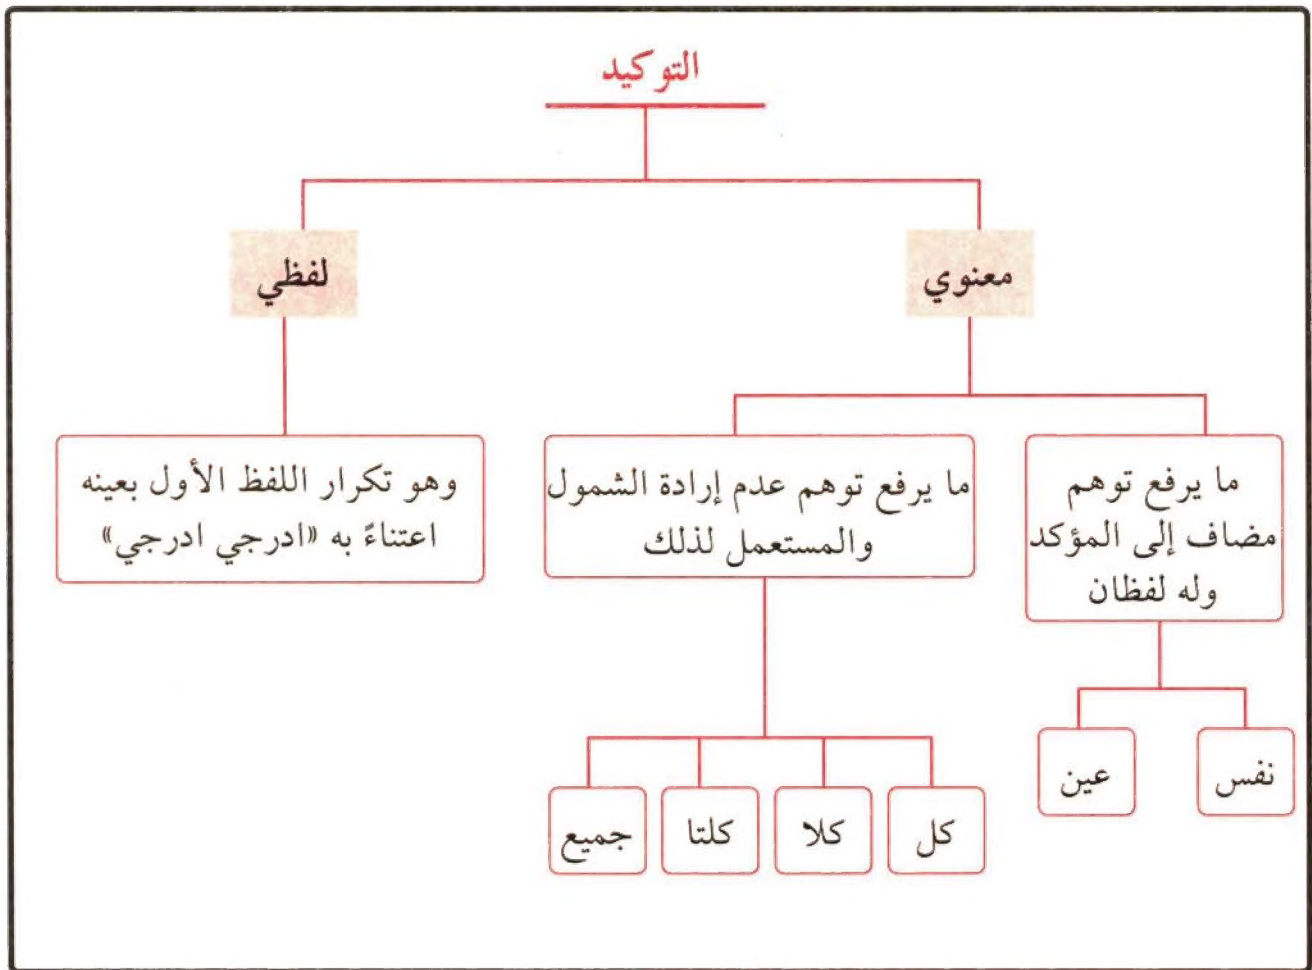 التوكيد
معنوي
لفظي
ما يرفع توهم
مضاف إلى المؤكد
وله لفظان
ما يرفع توهم عدم إرادة الشمول
والمستعمل لذلك
وهو تكرار اللفظ الأول بعينه
اعتناءً به «ادرجي ادرجي»
نفس
عين
كل
كلا
كلتا
جميع